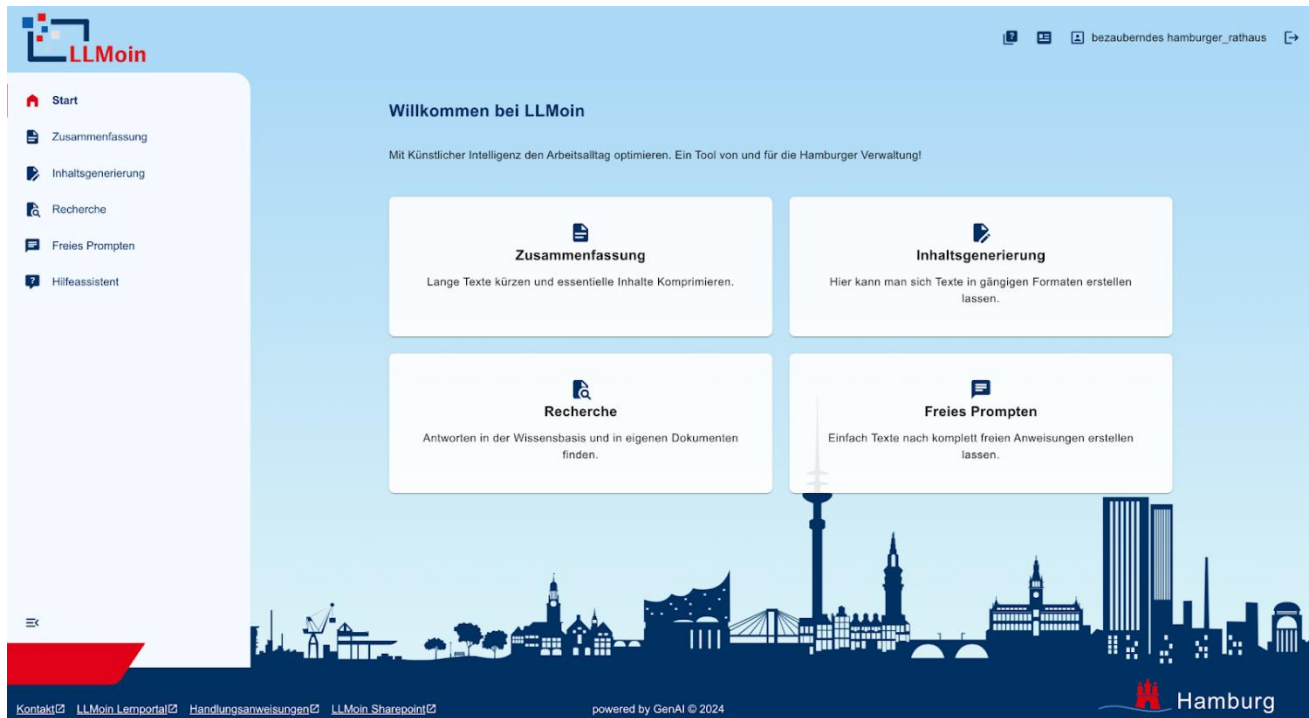 LLMoin
bezauberndes hamburger_rathaus
Start
Zusammenfassung
Inhaltsgenerierung
Recherche
Freies Prompten
Hilfeassistent
Willkommen bei LLMoin
Mit Künstlicher Intelligenz den Arbeitsalltag optimieren. Ein Tool von und für die Hamburger Verwaltung!
Zusammenfassung
Lange Texte kürzen und essentielle Inhalte Komprimieren.
Inhaltsgenerierung
Hier kann man sich Texte in gängigen Formaten erstellen
lassen.
Recherche
Antworten in der Wissensbasis und in eigenen Dokumenten
finden.
Freies Prompten
Einfach Texte nach komplett freien Anweisungen erstellen
lassen.
Kontakt LLMoin Lernportal Handlungsanweisungen LLMoin Sharepoint
powered by GenAI © 2024
Hamburg